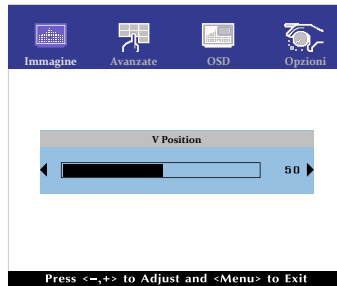 Immagine Avanzate OSD Opzioni
V Position
50
Press <–,+> to Adjust and <Menu> to Exit